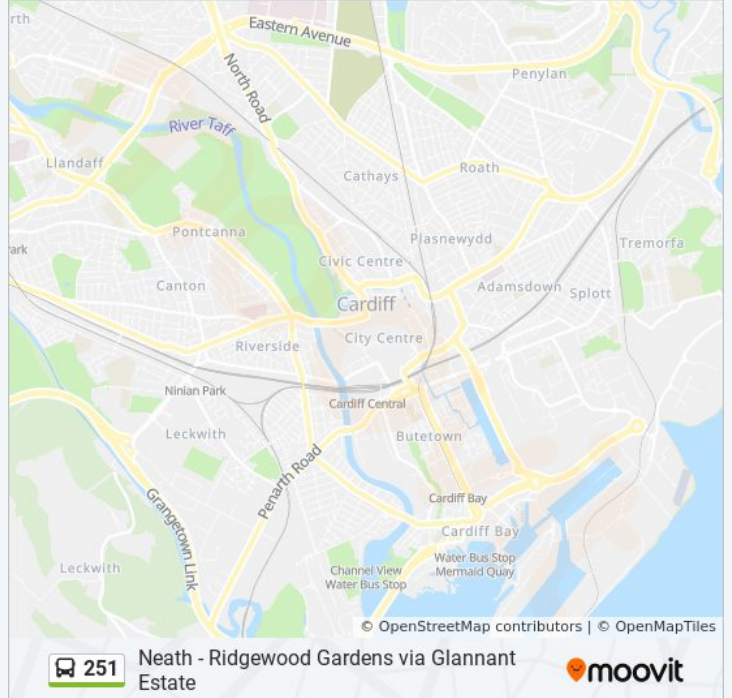 rth
Eastern Avenue
North Road
Penylan
River Taff
Llandaff
Cathays
Roath
Pontcanna
Plasnewydd
Tremorfa
ark
Civic Centre
Canton
Adamsdown
Splott
Cardiff
City Centre
Riverside
Ninian Park
Cardiff Central
Leckwith
Butetown
Penarth Road
Cardiff Bay
Grangetown Link
Cardiff Bay
Leckwith
Channel View
Water Bus Stop
Water Bus Stop
Mermaid Quay
© OpenStreetMap contributors | © OpenMapTiles
251
Neath - Ridgewood Gardens via Glannant
Estate
moovit